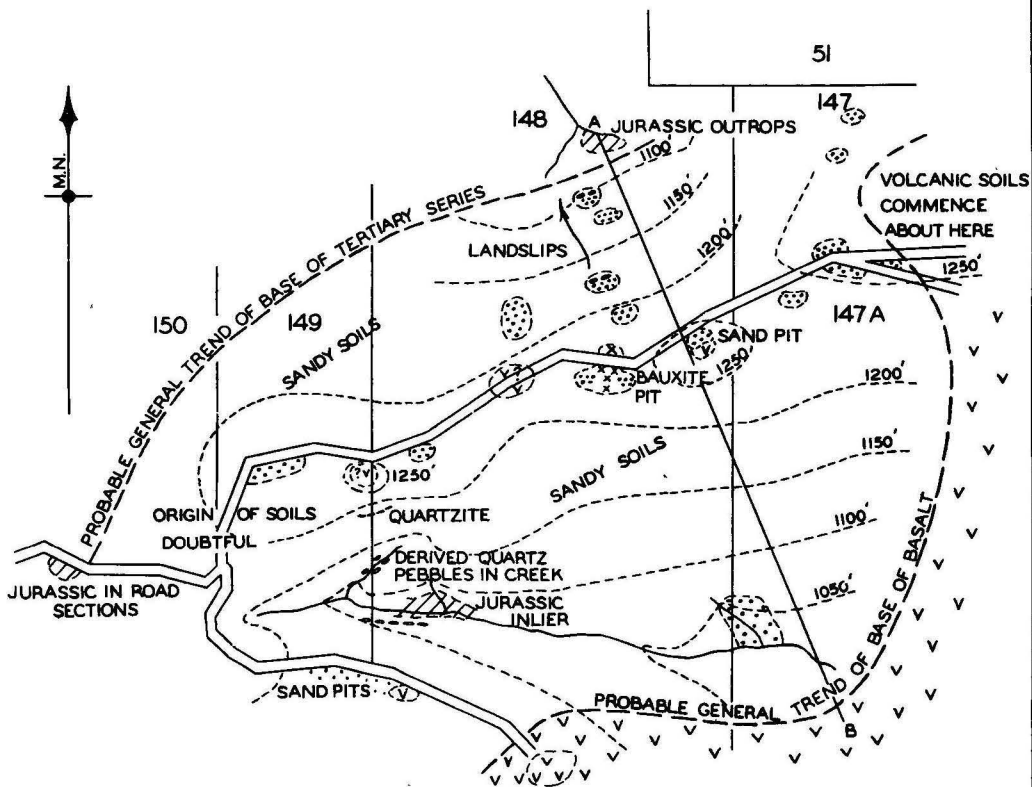 51
147
148
A
JURASSIC OUTROPS
M.N.
1100'
VOLCANIC SOILS
COMMENCE
ABOUT HERE
1150'
PROBABLE GENERAL TREND OF BASE OF TERTIARY SERIES
LANDSLIPS
1200'
1250'
150
149
147A
SANDY SOILS
SAND PIT
1250'
BAUXITE
PIT
1200'
SANDY SOILS
1150'
1250'
ORIGIN OF SOILS
DOUBTFUL
QUARTZITE
1100'
DERIVED QUARTZ
PEBBLES IN CREEK
JURASSIC IN ROAD
SECTIONS
JURASSIC
INLIER
1050'
SAND PITS
PROBABLE GENERAL TREND OF BASE OF BASALT
B